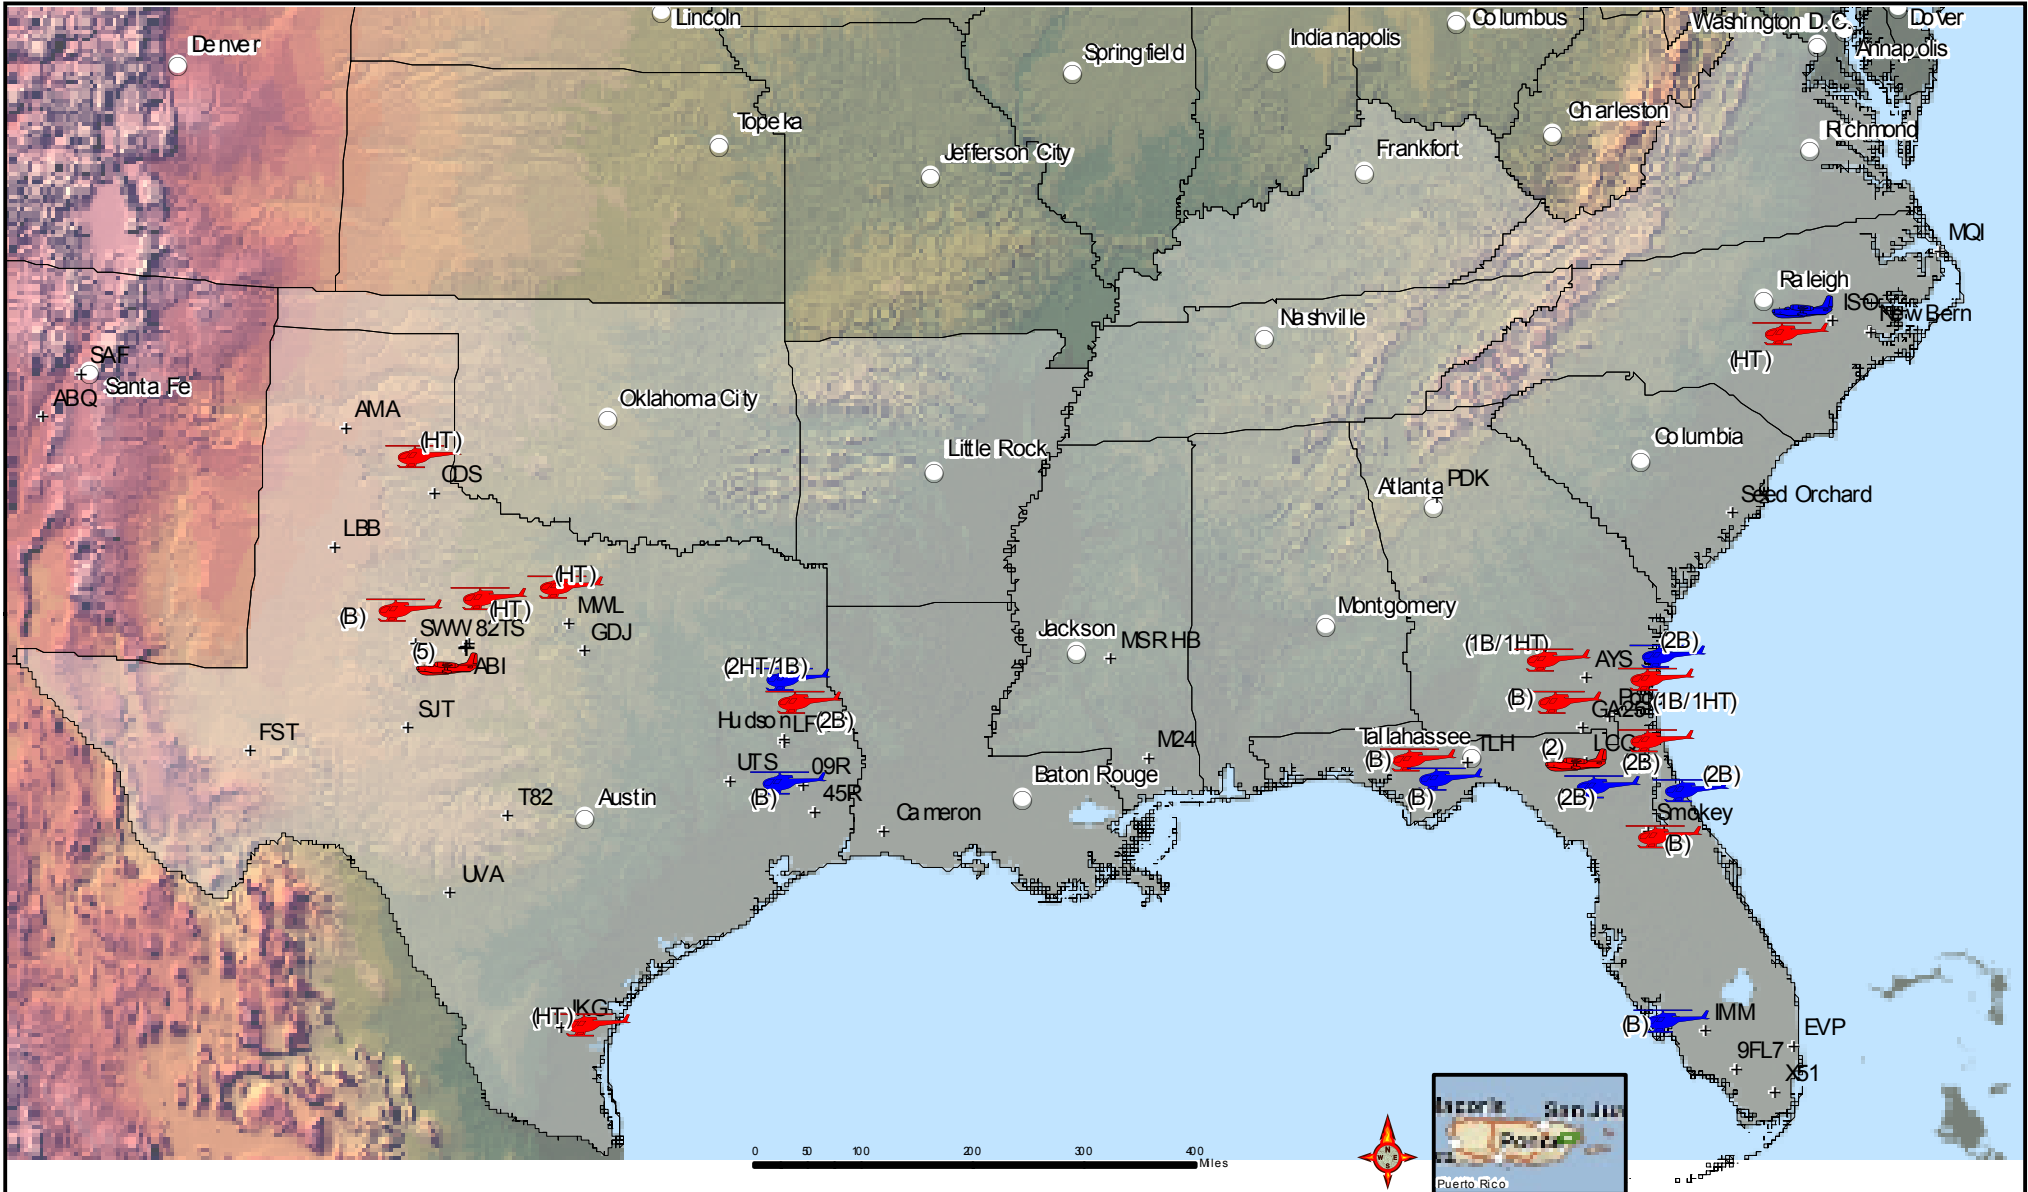 Lincoln
Columbus
Washington D.C.
Dover
Denver
Springfield
Indianapolis
Annapolis
Topeka
Charleston
Jefferson City
Frankfort
Richmond
MQI
Raleigh
ISO
New Bern
Nashville
(HT)
SAF
Santa Fe
ABQ
AMA
Oklahoma City
(HT)
CDS
Little Rock
Columbia
Atlanta
PDK
Seed Orchard
LBB
(HT)
(B)
(HT)
MWL
SWW
82TS
GDJ
(5)
ABI
Jackson
MSRHB
Montgomery
(1B/1HT)
(2B)
AYS
(2HT/1B)
(B)
(1B/1HT)
SJT
Hudson
LF
(2B)
FST
M24
Tallahassee
TLH
(B)
(2)
LCQ
(2B)
UTS
09R
Baton Rouge
(B)
45R
(B)
(2B)
(2B)
T82
Austin
Cameron
Smokey
(B)
UVA
IKG
(HT)
(B)
IMM
EVP
9FL7
X51
0 50 100 200 300 400
Miles
N
W E
S
San Jua
Puerto Rico